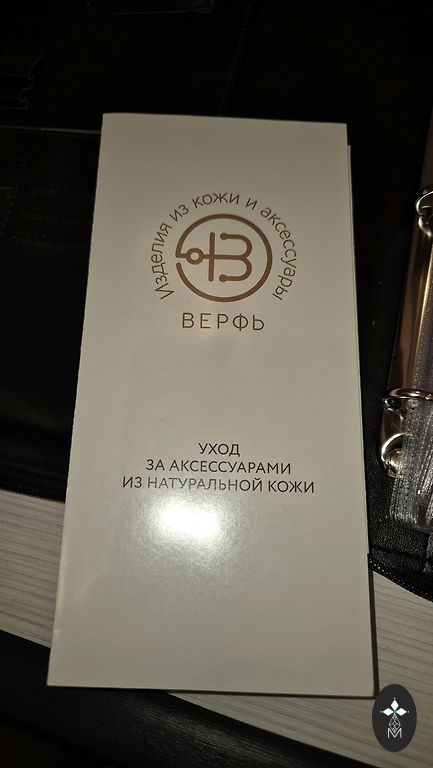 Изделия из кожи и аксессуары
В
ВЕРФЬ
УХОД
ЗА АКСЕССУАРАМИ
ИЗ НАТУРАЛЬНОЙ КОЖИ
M